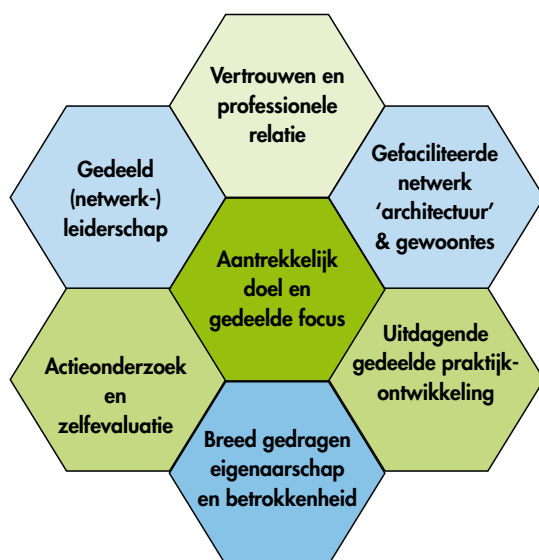 Vertrouwen en
professionele
relatie
Gedeeld
(netwerk-)
leiderschap
Gefaciliteerde
netwerk
‘architectuur’
& gewoontes
Aantrekkelijk
doel en
gedeelde focus
Actieonderzoek
en
zelfevaluatie
Uitdagende
gedeelde praktijk-
ontwikkeling
Breed gedragen
eigenaarschap
en betrokkenheid